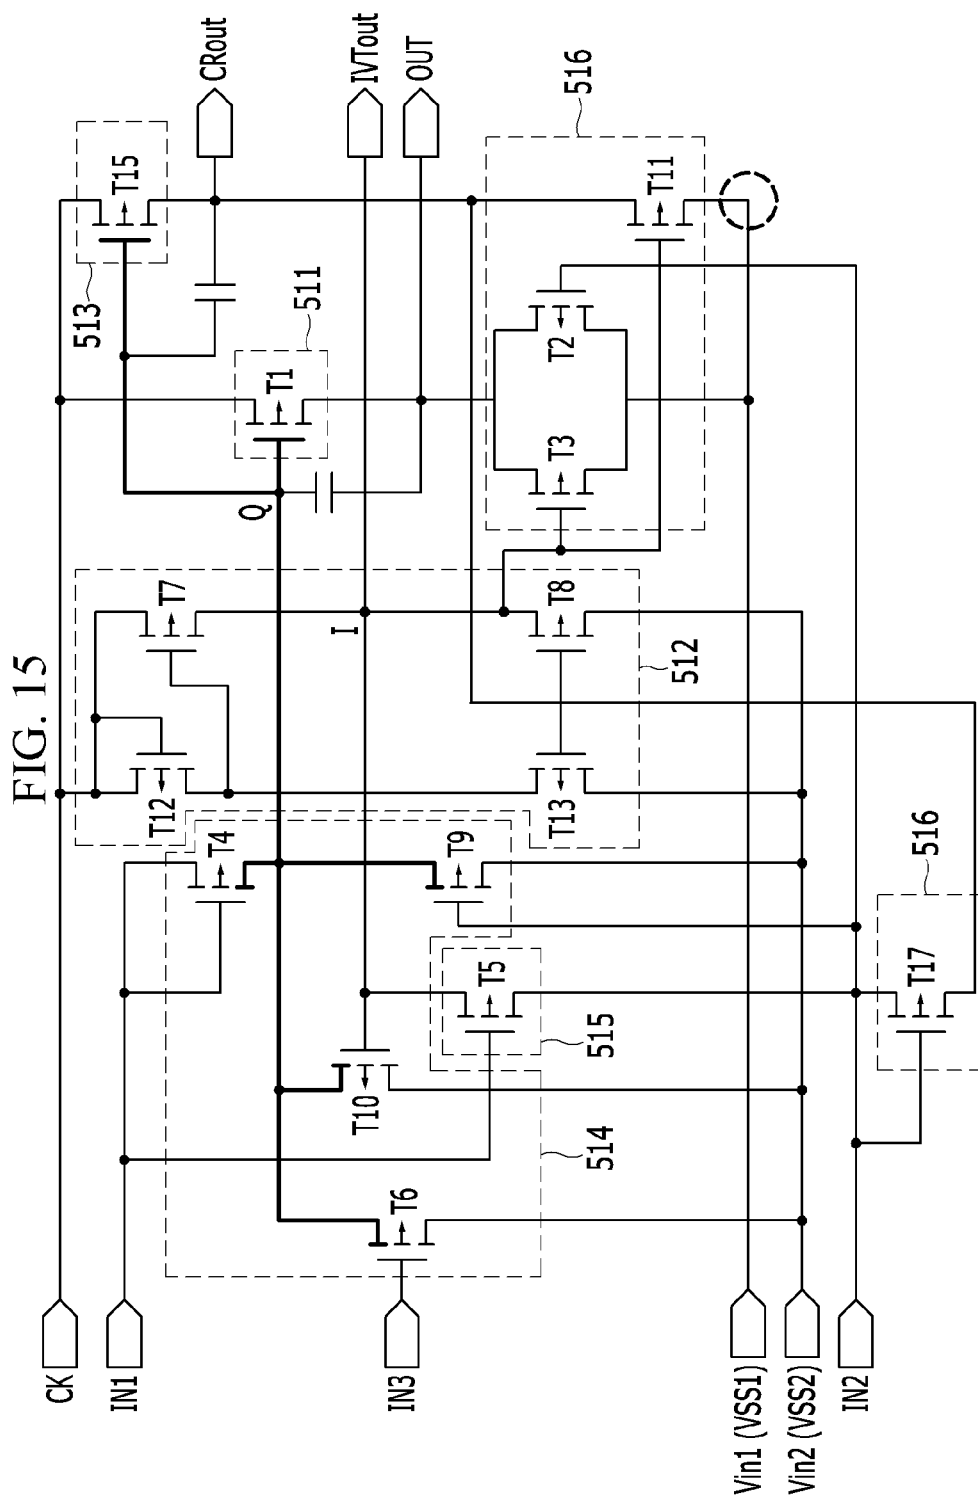 FIG. 15
CK
IN1
IN3
Vin1 (VSS1)
Vin2 (VSS2)
IN2
CRout
IVTout
OUT
T15
513
T1
511
Q
516
T11
T2
T3
T7
I
T12
T8
T13
512
T4
T9
T5
515
T10
T6
514
T17
516